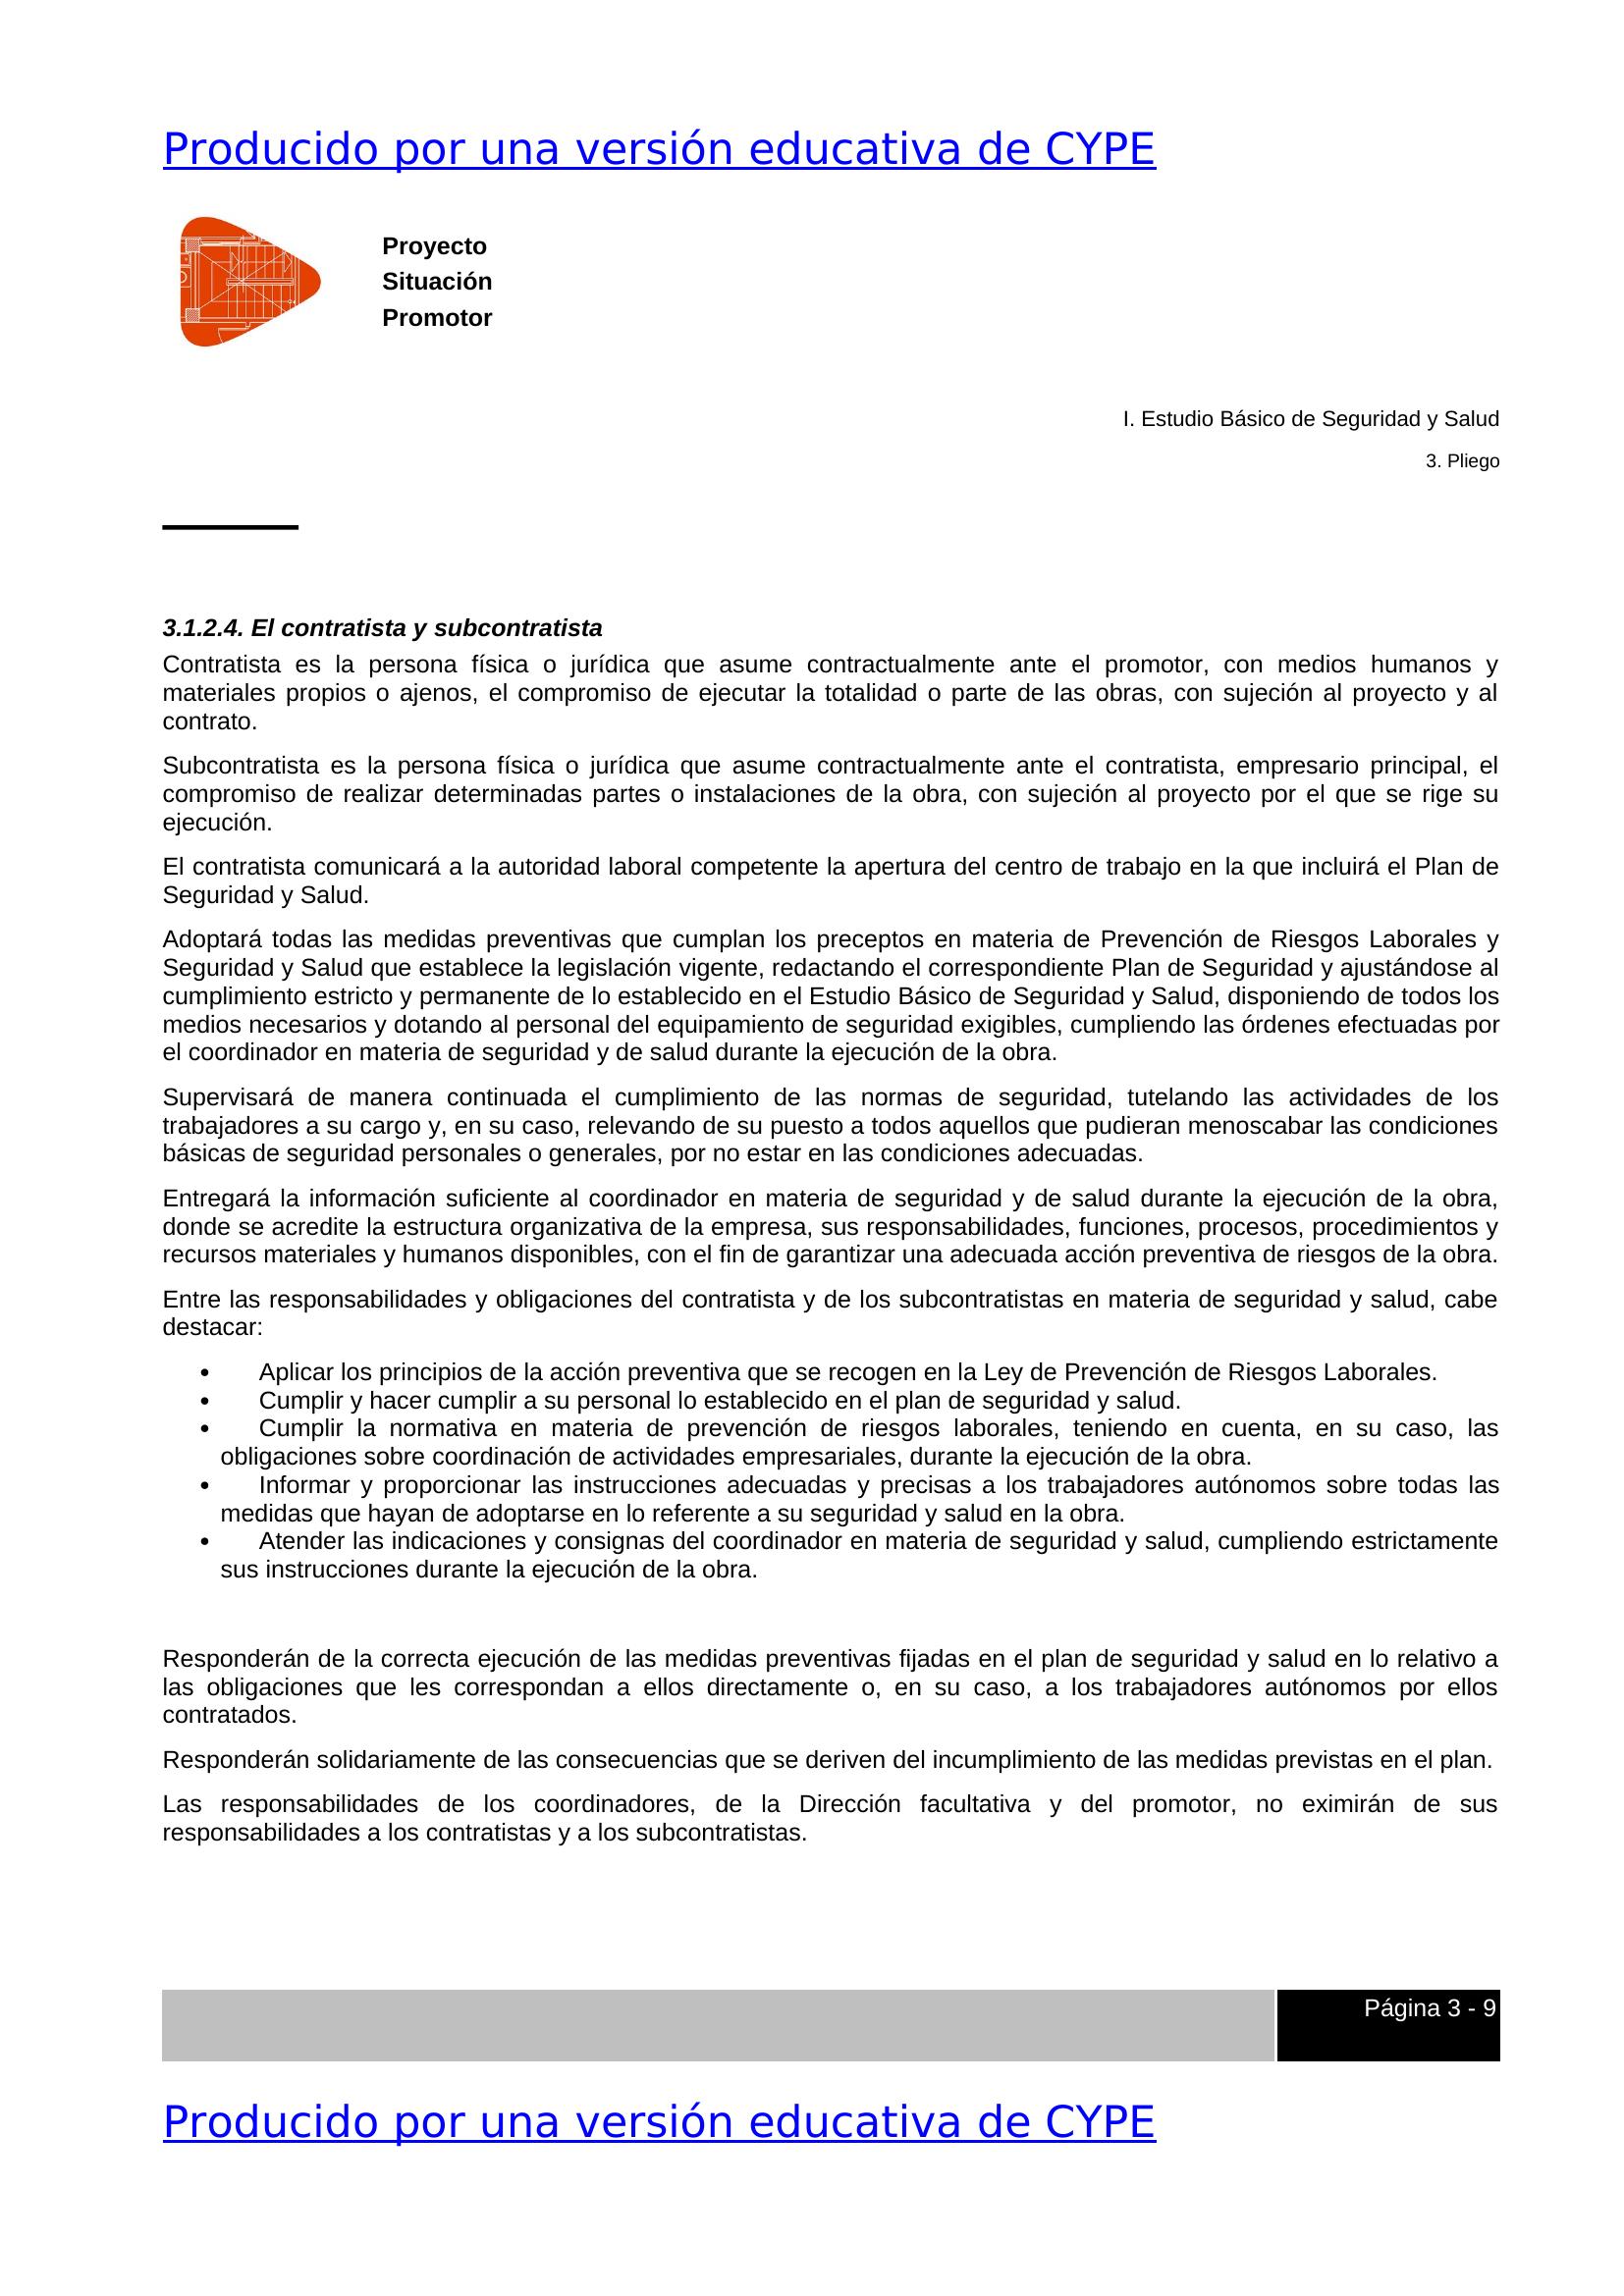 Producido por una versión educativa de CYPE
Proyecto
Situación
Promotor
I. Estudio Básico de Seguridad y Salud
3. Pliego
3.1.2.4. El contratista y subcontratista
Contratista es la persona física o jurídica que asume contractualmente ante el promotor, con medios humanos y
materiales propios o ajenos, el compromiso de ejecutar la totalidad o parte de las obras, con sujeción al proyecto y al
contrato.
Subcontratista es la persona física o jurídica que asume contractualmente ante el contratista, empresario principal, el
compromiso de realizar determinadas partes o instalaciones de la obra, con sujeción al proyecto por el que se rige su
ejecución.
El contratista comunicará a la autoridad laboral competente la apertura del centro de trabajo en la que incluirá el Plan de
Seguridad y Salud.
Adoptará todas las medidas preventivas que cumplan los preceptos en materia de Prevención de Riesgos Laborales y
Seguridad y Salud que establece la legislación vigente, redactando el correspondiente Plan de Seguridad y ajustándose al
cumplimiento estricto y permanente de lo establecido en el Estudio Básico de Seguridad y Salud, disponiendo de todos los
medios necesarios y dotando al personal del equipamiento de seguridad exigibles, cumpliendo las órdenes efectuadas por
el coordinador en materia de seguridad y de salud durante la ejecución de la obra.
Supervisará de manera continuada el cumplimiento de las normas de seguridad, tutelando las actividades de los
trabajadores a su cargo y, en su caso, relevando de su puesto a todos aquellos que pudieran menoscabar las condiciones
básicas de seguridad personales o generales, por no estar en las condiciones adecuadas.
Entregará la información suficiente al coordinador en materia de seguridad y de salud durante la ejecución de la obra,
donde se acredite la estructura organizativa de la empresa, sus responsabilidades, funciones, procesos, procedimientos y
recursos materiales y humanos disponibles, con el fin de garantizar una adecuada acción preventiva de riesgos de la obra.
Entre las responsabilidades y obligaciones del contratista y de los subcontratistas en materia de seguridad y salud, cabe
destacar:
• Aplicar los principios de la acción preventiva que se recogen en la Ley de Prevención de Riesgos Laborales.
• Cumplir y hacer cumplir a su personal lo establecido en el plan de seguridad y salud.
• Cumplir la normativa en materia de prevención de riesgos laborales, teniendo en cuenta, en su caso, las
obligaciones sobre coordinación de actividades empresariales, durante la ejecución de la obra.
• Informar y proporcionar las instrucciones adecuadas y precisas a los trabajadores autónomos sobre todas las
medidas que hayan de adoptarse en lo referente a su seguridad y salud en la obra.
• Atender las indicaciones y consignas del coordinador en materia de seguridad y salud, cumpliendo estrictamente
sus instrucciones durante la ejecución de la obra.
Responderán de la correcta ejecución de las medidas preventivas fijadas en el plan de seguridad y salud en lo relativo a
las obligaciones que les correspondan a ellos directamente o, en su caso, a los trabajadores autónomos por ellos
contratados.
Responderán solidariamente de las consecuencias que se deriven del incumplimiento de las medidas previstas en el plan.
Las responsabilidades de los coordinadores, de la Dirección facultativa y del promotor, no eximirán de sus
responsabilidades a los contratistas y a los subcontratistas.
Página 3 - 9
Producido por una versión educativa de CYPE